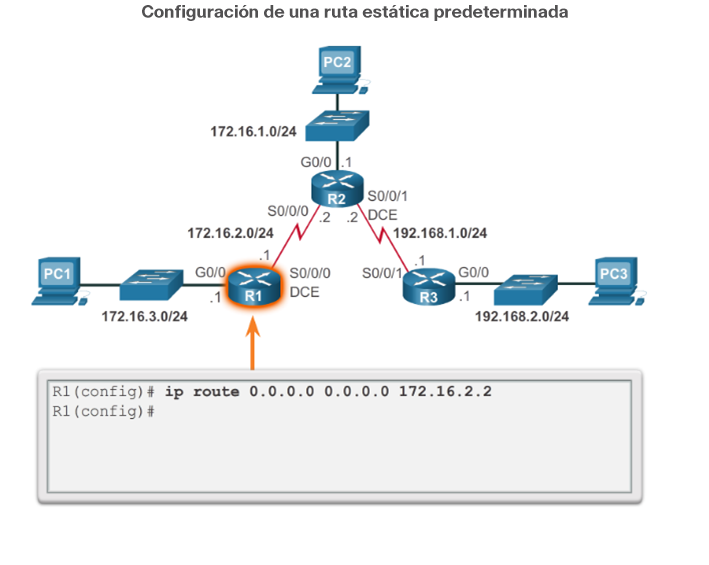 Configuración de una ruta estática predeterminada
PC2
172.16.1.0/24
G0/0 .1
R2
S0/0/1
S0/0/0
.2 .2 DCE
172.16.2.0/24
192.168.1.0/24
.1
.1
PC1
G0/0
S0/0/0
S0/0/1
G0/0
PC3
.1
R1
DCE
R3
.1
172.16.3.0/24
192.168.2.0/24
R1(config)# ip route 0.0.0.0 0.0.0.0 172.16.2.2
R1(config)#